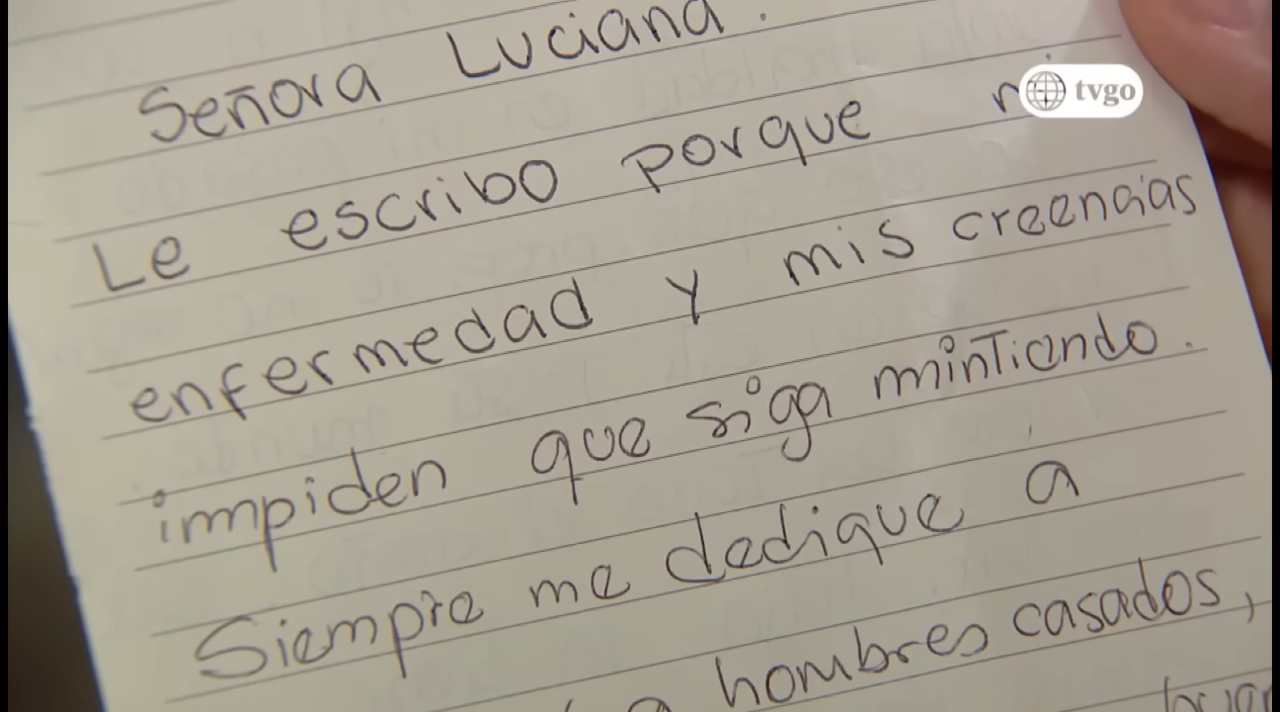 Señora Luciana.
Le escribo porque
tvgo
enfermedad y mis creencias
impiden que siga mintiendo.
Siempre me dedique a
hombres casados,